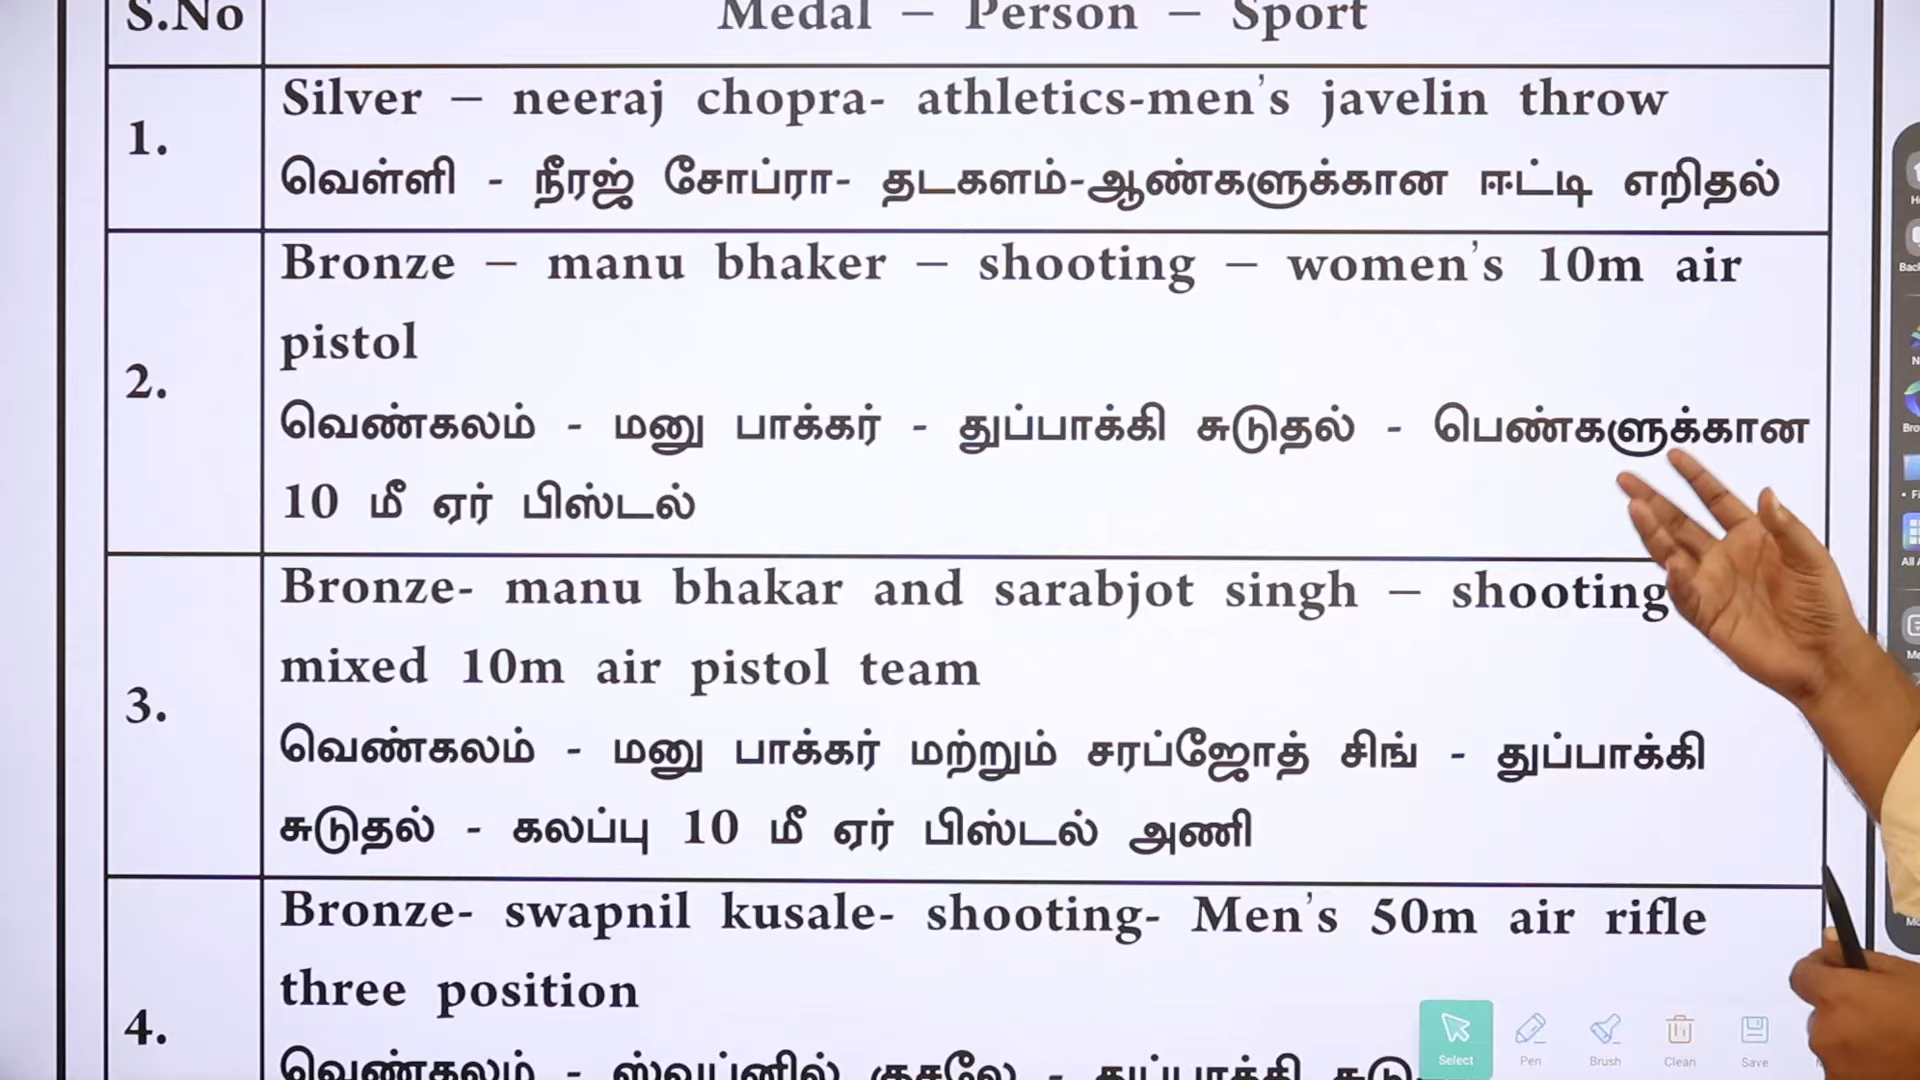 S.No Medal – Person – Sport
1.
Silver – neeraj chopra- athletics-men's javelin throw
வெள்ளி - நீரஜ் சோப்ரா- தடகளம்-ஆண்களுக்கான ஈட்டி எறிதல்
2.
Bronze – manu bhaker – shooting – women's 10m air
pistol
வெண்கலம் - மனு பாக்கர் - துப்பாக்கி சுடுதல் - பெண்களுக்கான
10 மீ ஏர் பிஸ்டல்
3.
Bronze- manu bhakar and sarabjot singh – shooting
mixed 10m air pistol team
வெண்கலம் - மனு பாக்கர் மற்றும் சரப்ஜோத் சிங் - துப்பாக்கி
சுடுதல் - கலப்பு 10 மீ ஏர் பிஸ்டல் அணி
4.
Bronze- swapnil kusale- shooting- Men's 50m air rifle
three position
வெண்கலம் - ஸ்வப்னில் குசலே - துப்பாக்கி
Select Pen Brush Clean Save